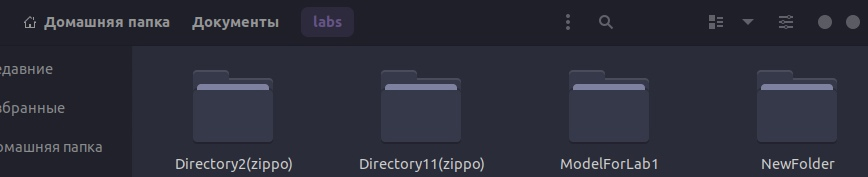 Домашняя папка Документы labs
едавние
збранные
омашняя папка
Directory2(zippo) Directory11(zippo) ModelForLab1 NewFolder